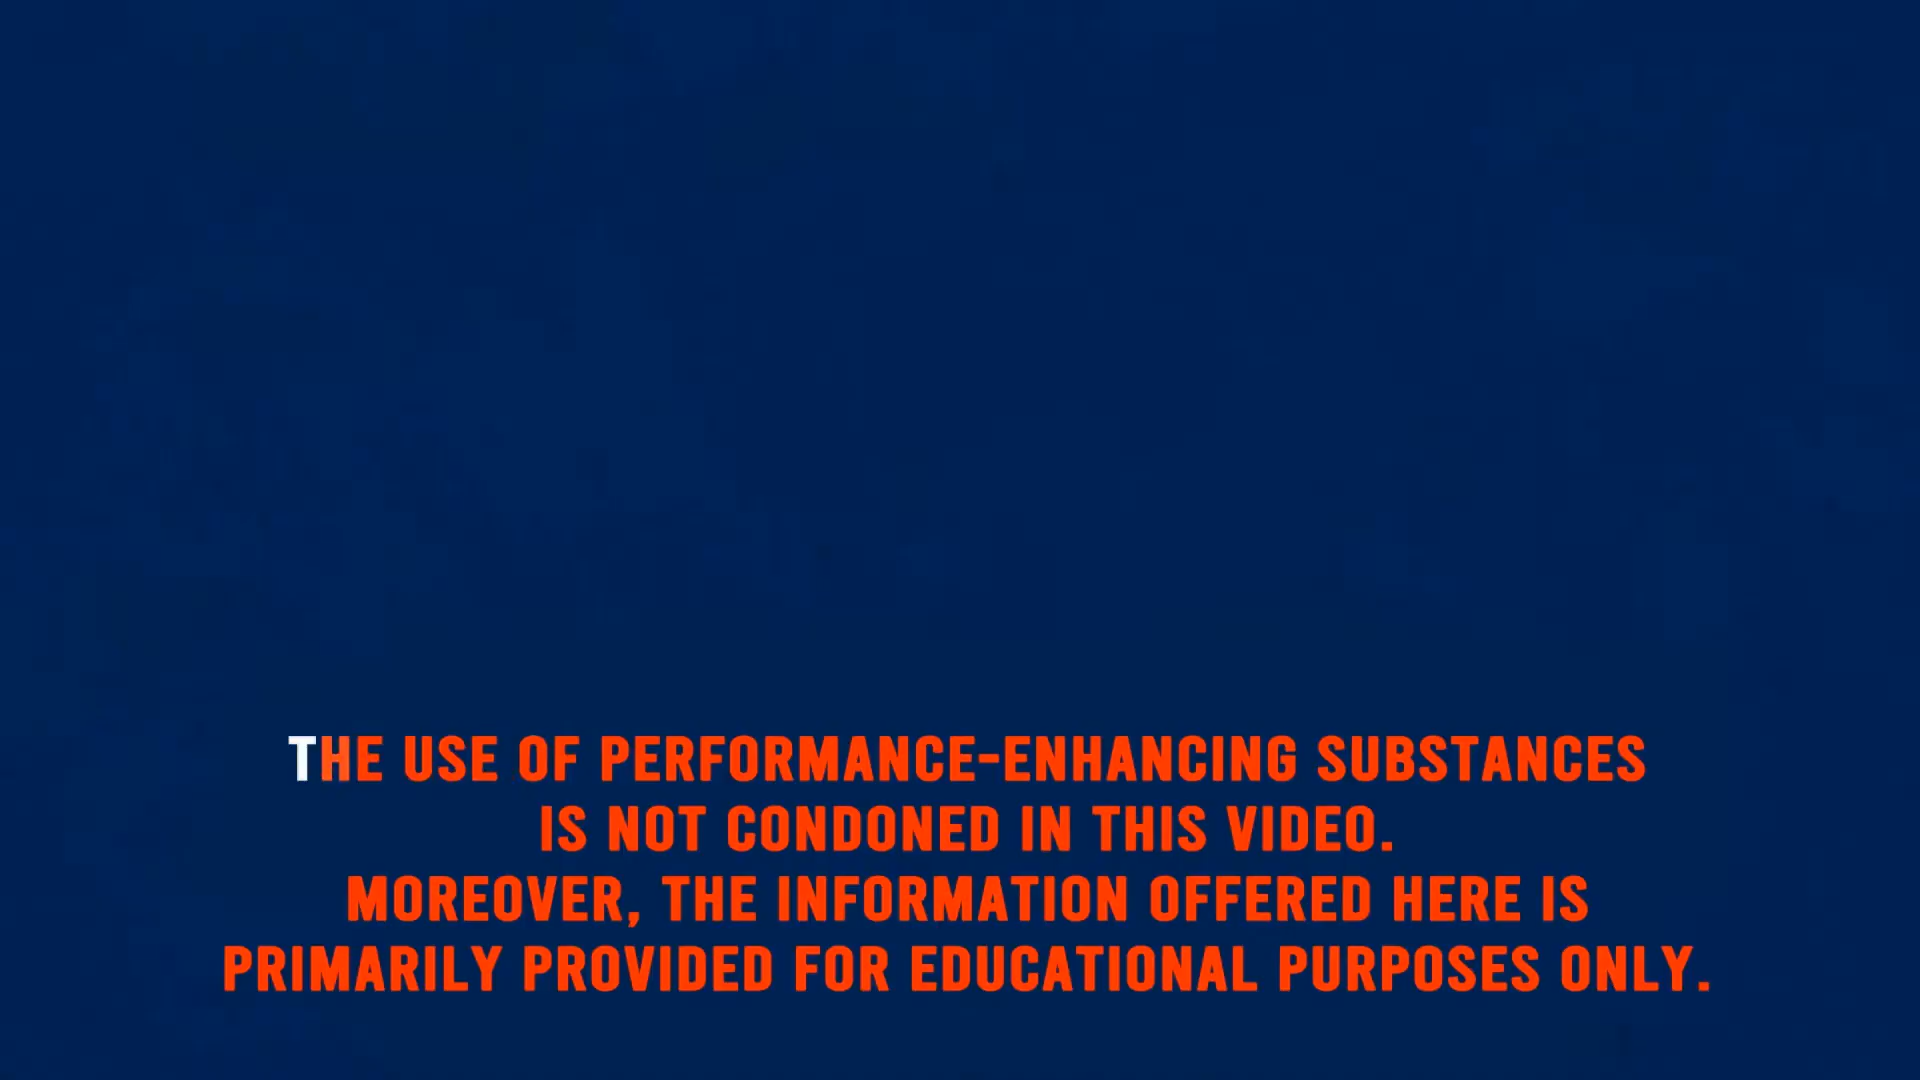 THE USE OF PERFORMANCE-ENHANCING SUBSTANCES
IS NOT CONDONED IN THIS VIDEO.
MOREOVER, THE INFORMATION OFFERED HERE IS
PRIMARILY PROVIDED FOR EDUCATIONAL PURPOSES ONLY.